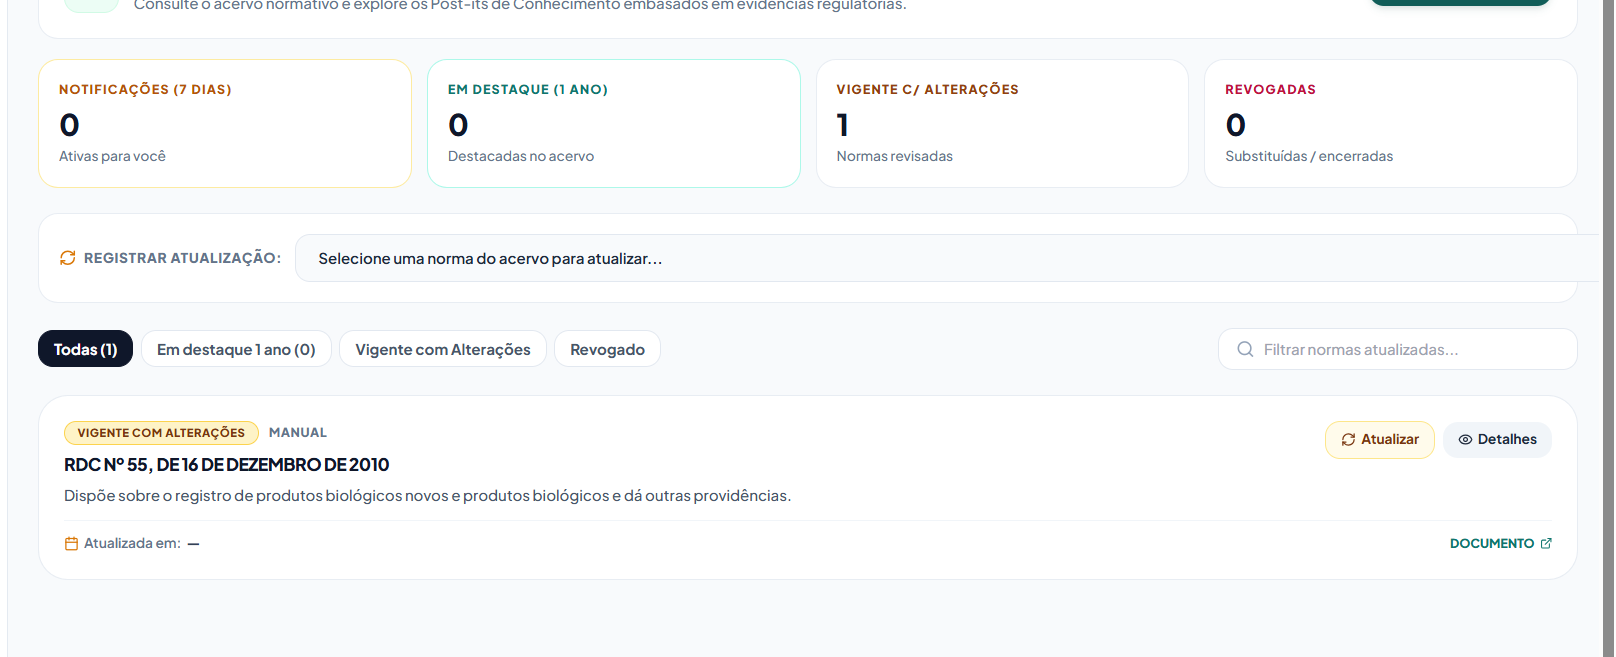 Consulte o acervo normativo e explore os Post-its de Conhecimento embasados em evidências regulatórias.
NOTIFICAÇÕES (7 DIAS)
0
Ativas para você
EM DESTAQUE (1 ANO)
0
Destacadas no acervo
VIGENTE C/ ALTERAÇÕES
1
Normas revisadas
REVOGADAS
0
Substituídas / encerradas
REGISTRAR ATUALIZAÇÃO:
Selecione uma norma do acervo para atualizar...
Todas (1)
Em destaque 1 ano (0)
Vigente com Alterações
Revogado
Filtrar normas atualizadas...
VIGENTE COM ALTERAÇÕES
MANUAL
Atualizar
Detalhes
RDC Nº 55, DE 16 DE DEZEMBRO DE 2010
Dispõe sobre o registro de produtos biológicos novos e produtos biológicos e dá outras providências.
Atualizada em: —
DOCUMENTO